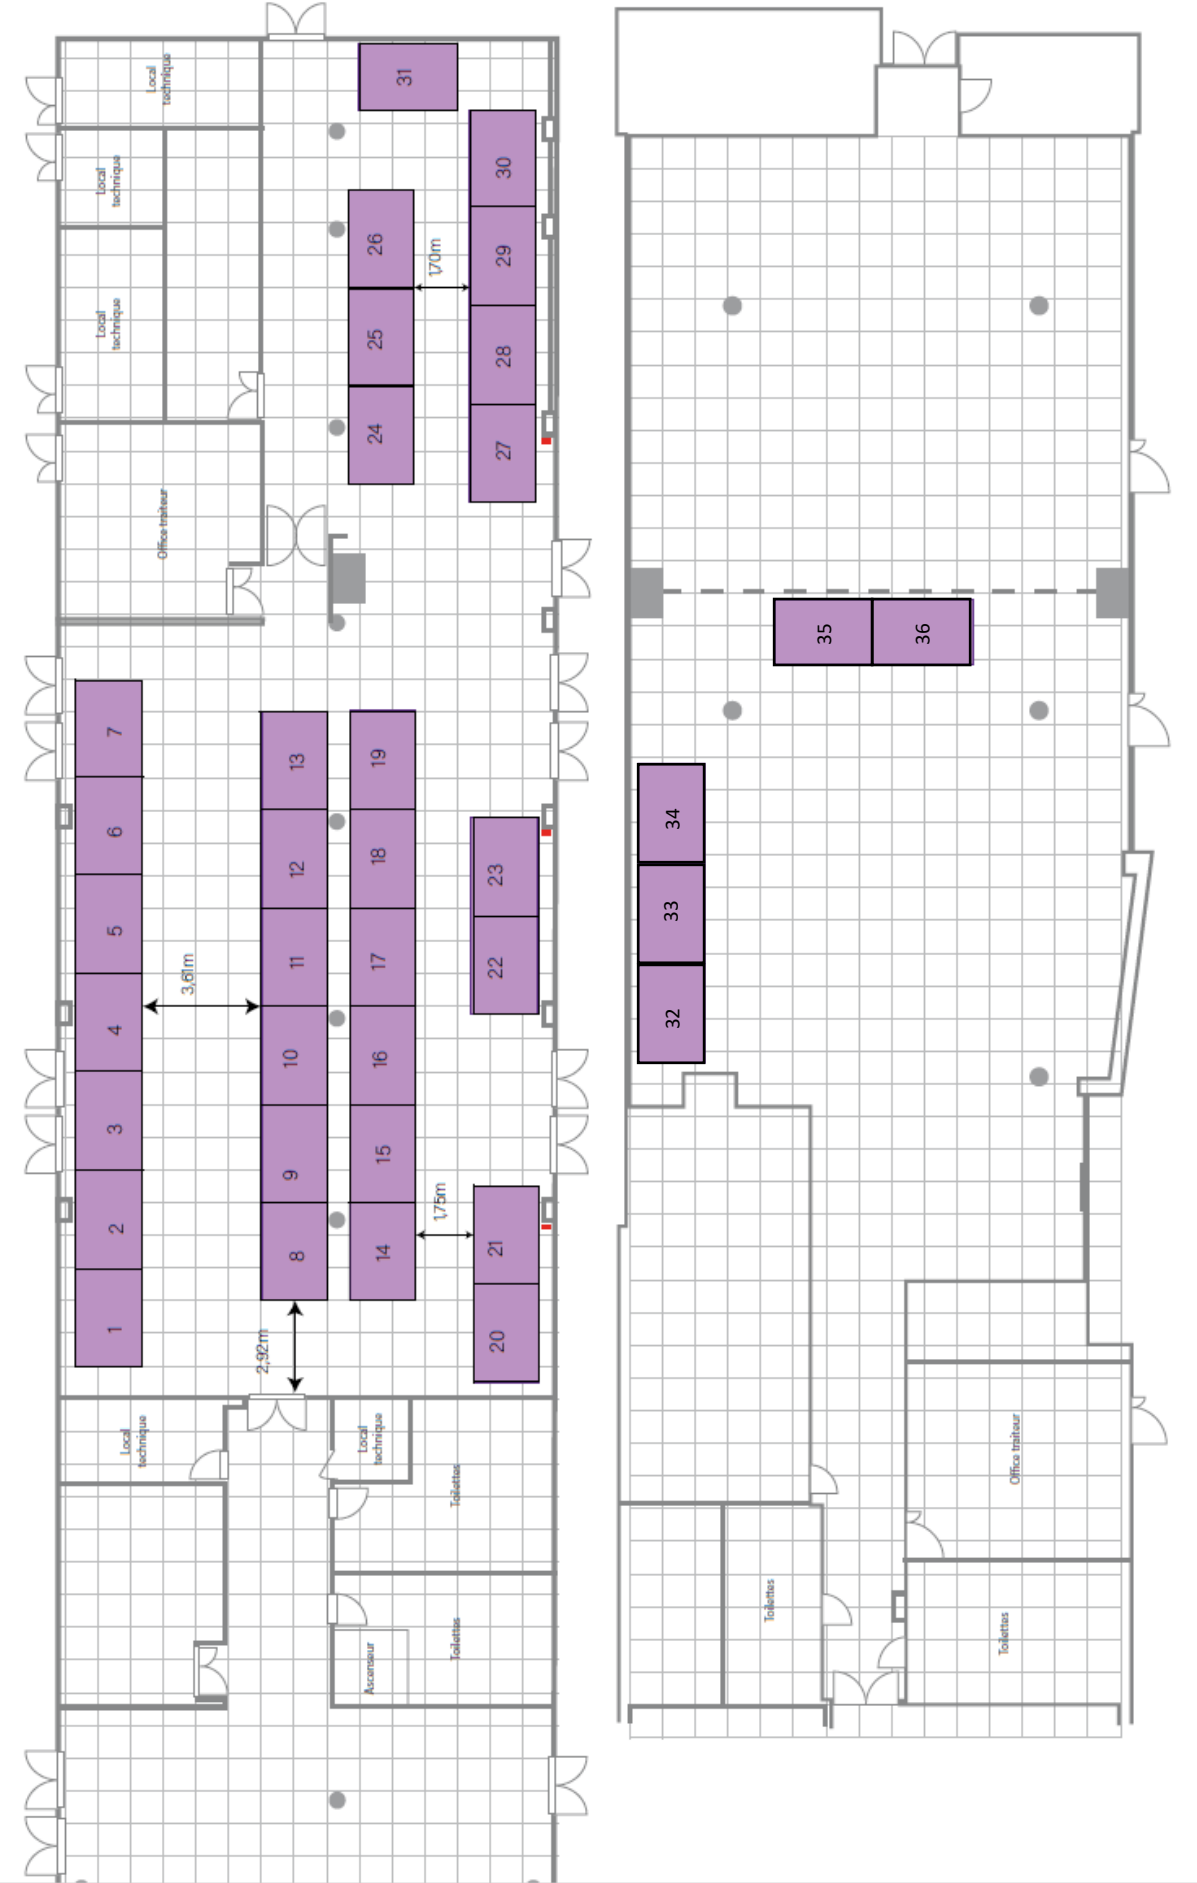 Local
technique
31
Local
technique
30
26
29
1,70m
Local
technique
25
28
24
27
Office traiteur
7
13
19
6
12
18
23
5
11
17
22
3,61m
4
10
16
3
9
15
2
8
14
1,75m
21
1
2,92m
20
Local
technique
Local
technique
Toilettes
Ascenseur
Toilettes
35
36
34
33
32
Office traiteur
Toilettes
Toilettes